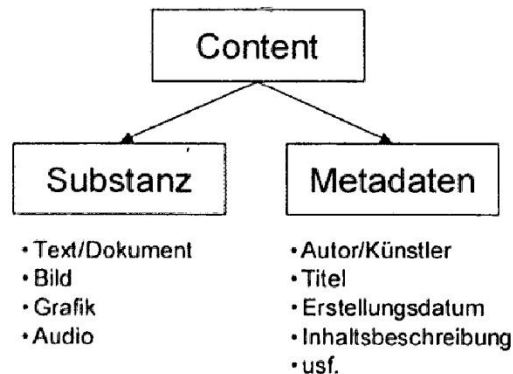 Content
Substanz
• Text/Dokument
• Bild
• Grafik
• Audio
Metadaten
• Autor/Künstler
• Titel
• Erstellungsdatum
• Inhaltsbeschreibung
• usf.